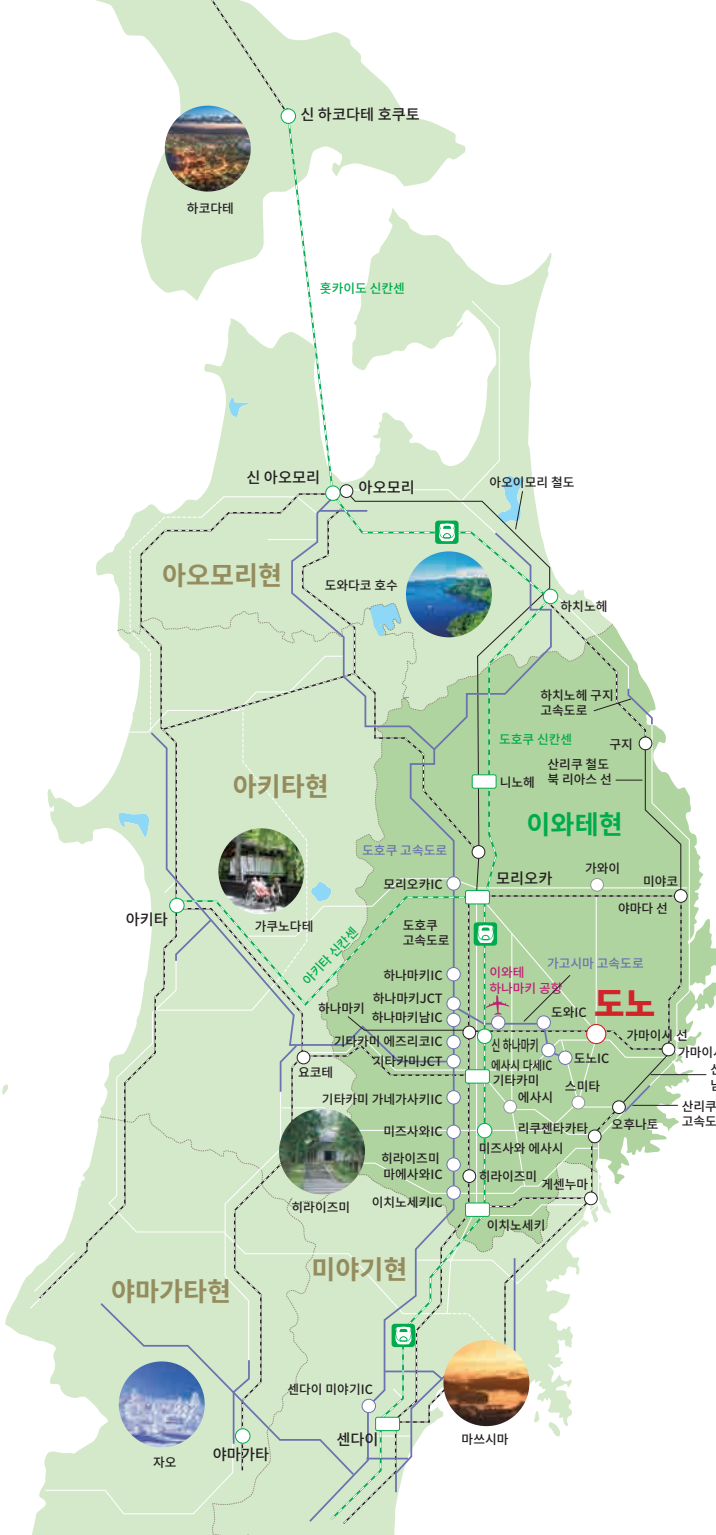 신 하코다테 호쿠토
하코다테
홋카이도 신칸센
신 아오모리
아오모리
아오이모리 철도
아오모리현
도와다코 호수
하치노헤
하치노헤 구지
고속도로
구지
도호쿠 신칸센
산리쿠 철도
북 리아스 선
니노헤
아키타현
이와테현
도호쿠 고속도로
모리오카IC
모리오카
가와이
미야코
야마다 선
아키타
가쿠노다테
아키타 신칸센
도호쿠
고속도로
가고시마 고속도로
이와테
하나마키 공항
하나마키IC
하나마키JCT
하나마키
하나마키남IC
도와IC
도노
기타카미 에즈리코IC
신 하나마키
가마이시 선
가마이시
기타카미JCT
에사시 다세IC
도노IC
요코테
기타카미
스미타
산
남
기타카미 가네가사키IC
에사시
산리쿠
고속도
오후나토
미즈사와IC
리쿠젠타카타
미즈사와 에사시
히라이즈미
마에사와IC
히라이즈미
게센누마
이치노세키IC
히라이즈미
이치노세키
미야기현
야마가타현
센다이 미야기IC
센다이
마쓰시마
야마가타
자오